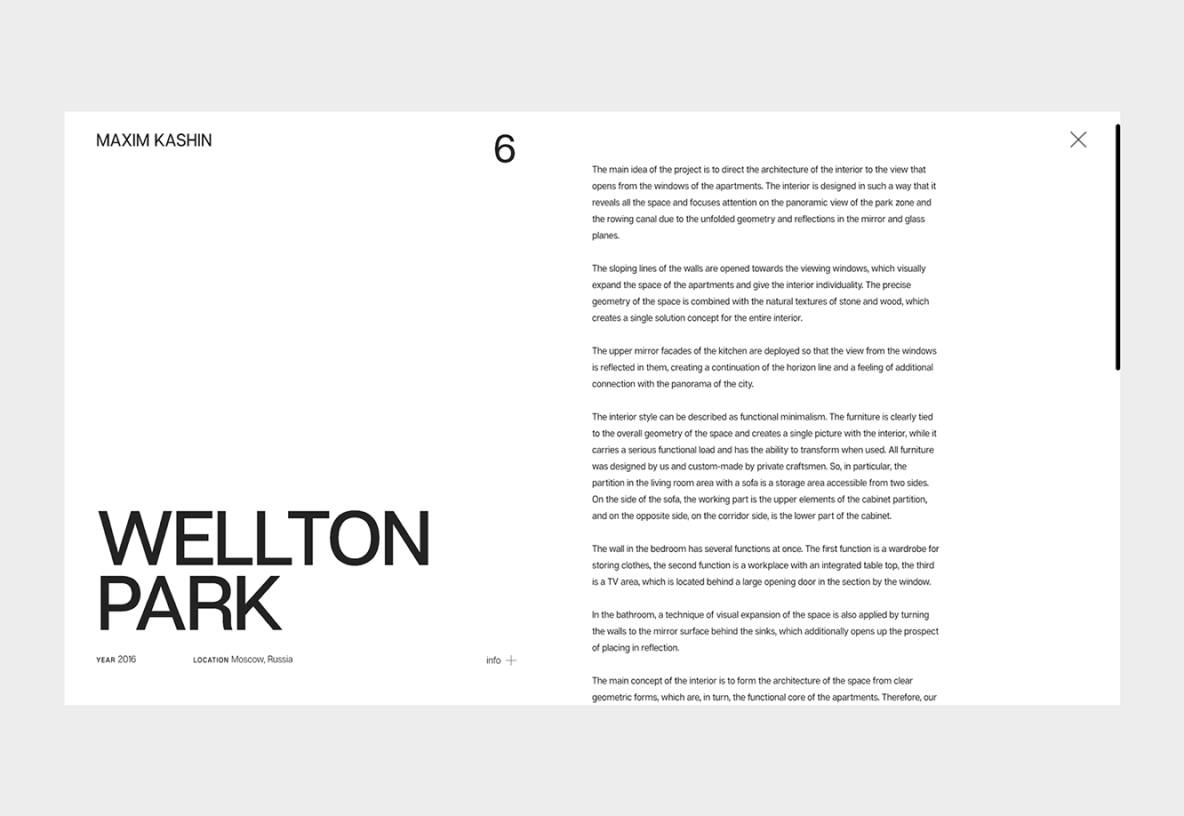 MAXIM KASHIN
6
WELLTON
PARK
YEAR 2016
LOCATION Moscow, Russia
info
The main idea of the project is to direct the architecture of the interior to the view that
opens from the windows of the apartments. The interior is designed in such a way that it
reveals all the space and focuses attention on the panoramic view of the park zone and
the rowing canal due to the unfolded geometry and reflections in the mirror and glass
planes.
The sloping lines of the walls are opened towards the viewing windows, which visually
expand the space of the apartments and give the interior individuality. The precise
geometry of the space is combined with the natural textures of stone and wood, which
creates a single solution concept for the entire interior.
The upper mirror facades of the kitchen are deployed so that the view from the windows
is reflected in them, creating a continuation of the horizon line and a feeling of additional
connection with the panorama of the city.
The interior style can be described as functional minimalism. The furniture is clearly tied
to the overall geometry of the space and creates a single picture with the interior, while it
carries a serious functional load and has the ability to transform when used. All furniture
was designed by us and custom-made by private craftsmen. So, in particular, the
partition in the living room area with a sofa is a storage area accessible from two sides.
On the side of the sofa, the working part is the upper elements of the cabinet partition,
and on the opposite side, on the corridor side, is the lower part of the cabinet.
The wall in the bedroom has several functions at once. The first function is a wardrobe for
storing clothes, the second function is a workplace with an integrated table top, the third
is a TV area, which is located behind a large opening door in the section by the window.
In the bathroom, a technique of visual expansion of the space is also applied by turning
the walls to the mirror surface behind the sinks, which additionally opens up the prospect
of placing in reflection.
The main concept of the interior is to form the architecture of the space from clear
geometric forms, which are, in turn, the functional core of the apartments. Therefore, our